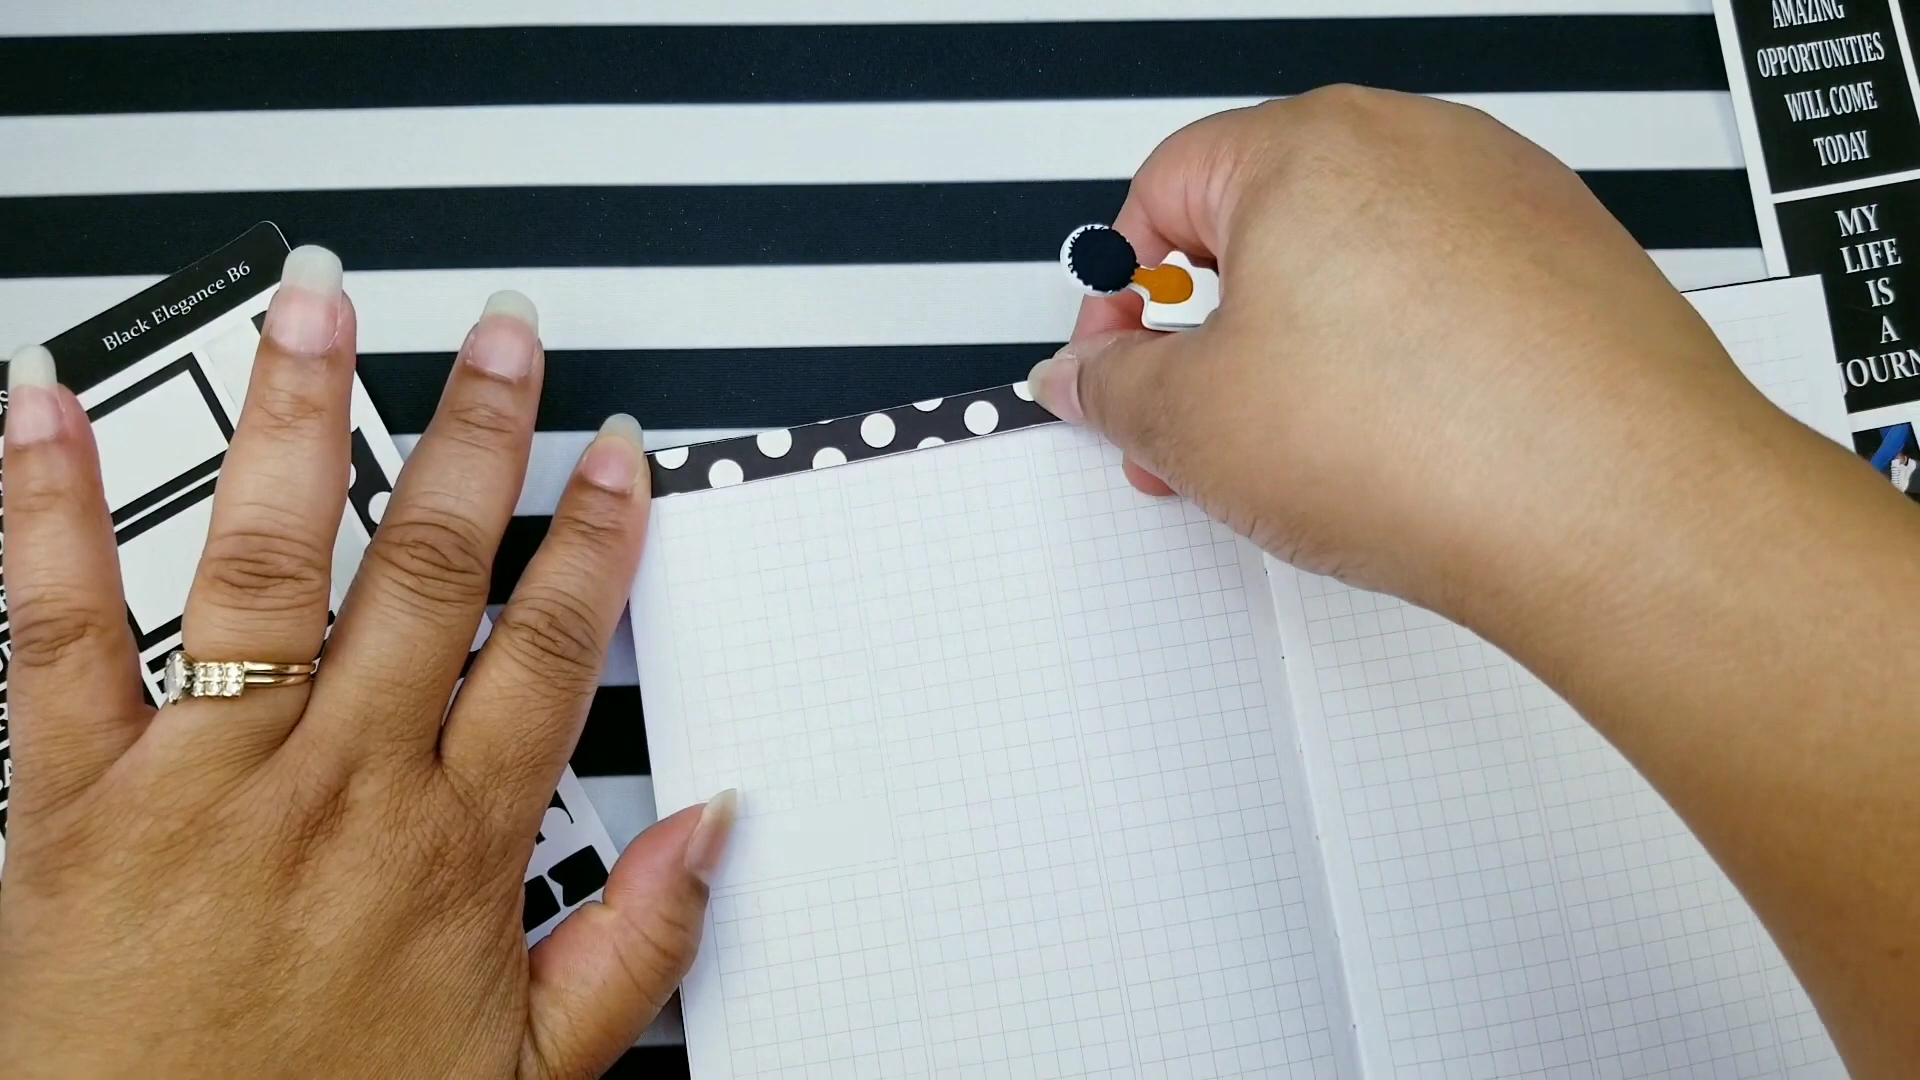 Black Elegance B6
AMAZING
OPPORTUNITIES
WILL COME
TODAY
MY
LIFE
IS
A
JOURN